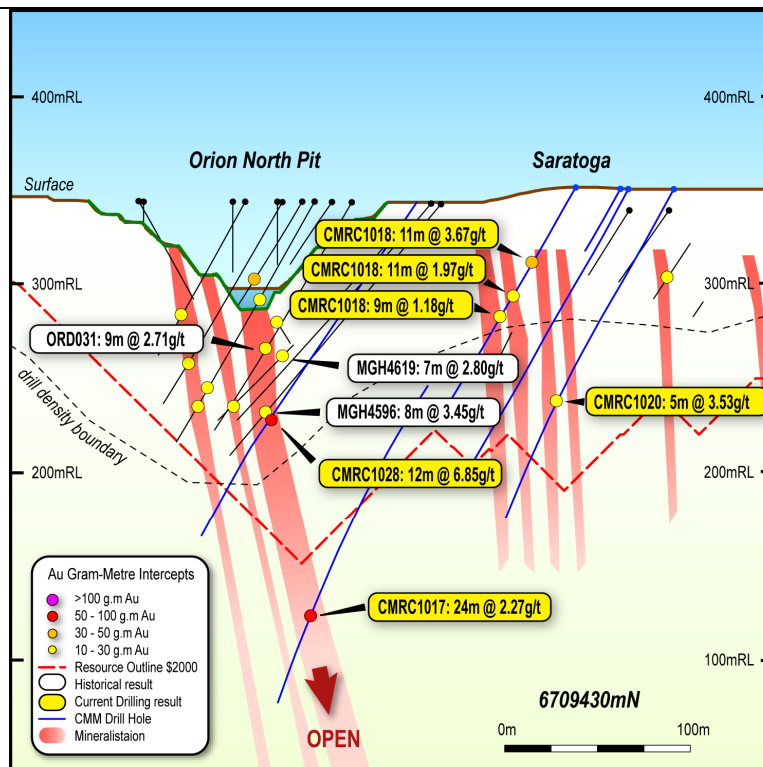 400mRL
400mRL
Orion North Pit
Saratoga
Surface
CMRC1018: 11m @ 3.67g/t
CMRC1018: 11m @ 1.97g/t
300mRL
300mRL
CMRC1018: 9m @ 1.18g/t
ORD031: 9m @ 2.71g/t
MGH4619: 7m @ 2.80g/t
drill density boundary
MGH4596: 8m @ 3.45g/t
CMRC1020: 5m @ 3.53g/t
200mRL
200mRL
CMRC1028: 12m @ 6.85g/t
Au Gram-Metre Intercepts
>100 g.m Au
50 - 100 g.m Au
30 - 50 g.m Au
10 - 30 g.m Au
Resource Outline $2000
Historical result
Current Drilling result
CMM Drill Hole
Mineralistaion
CMRC1017: 24m @ 2.27g/t
100mRL
OPEN
6709430mN
0m
100m